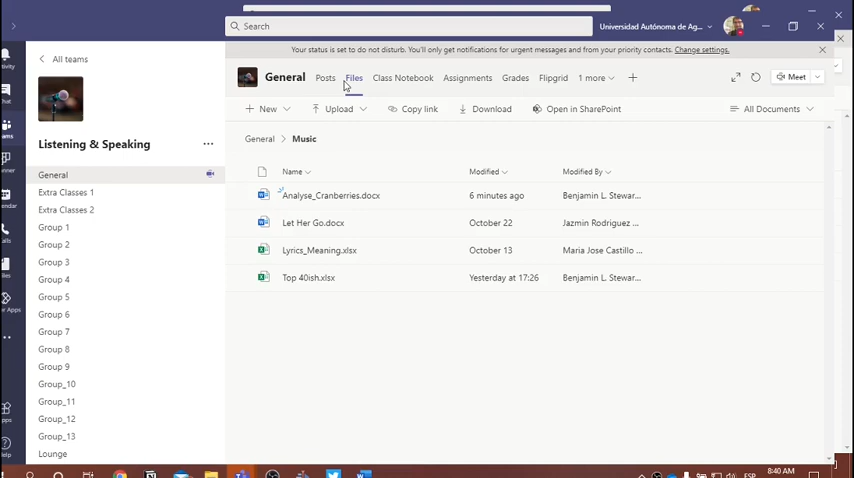 Search
Universidad Autónoma de Ag...
Your status is set to do not disturb. You'll only get notifications for urgent messages and from your priority contacts. Change settings.
All teams
Listening & Speaking
General
Extra Classes 1
Extra Classes 2
Group 1
Group 2
Group 3
Group 4
Group 5
Group 6
Group 7
Group 8
Group 9
Group_10
Group_11
Group_12
Group_13
Lounge
General
Posts
Files
Class Notebook
Assignments
Grades
Flipgrid
1 more
Meet
New
Upload
Copy link
Download
Open in SharePoint
All Documents
General > Music
Name Modified Modified By
Analyse_Cranberries.docx 6 minutes ago Benjamin L. Stewar...
Let Her Go.docx October 22 Jazmin Rodriguez ...
Lyrics_Meaning.xlsx October 13 Maria Jose Castillo ...
Top 40ish.xlsx Yesterday at 17:26 Benjamin L. Stewar...
ESP
8:40 AM